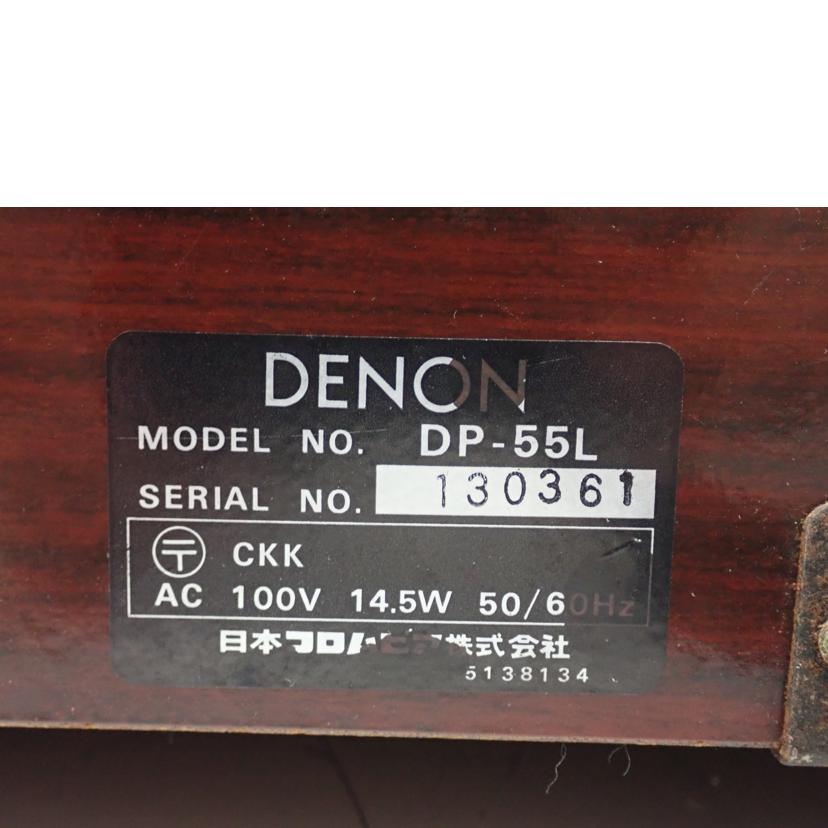 DENON
MODEL NO. DP-55L
SERIAL NO. 130361
〒 CKK
AC 100V 14.5W 50/60Hz
日本コロムビア株式会社
5138134